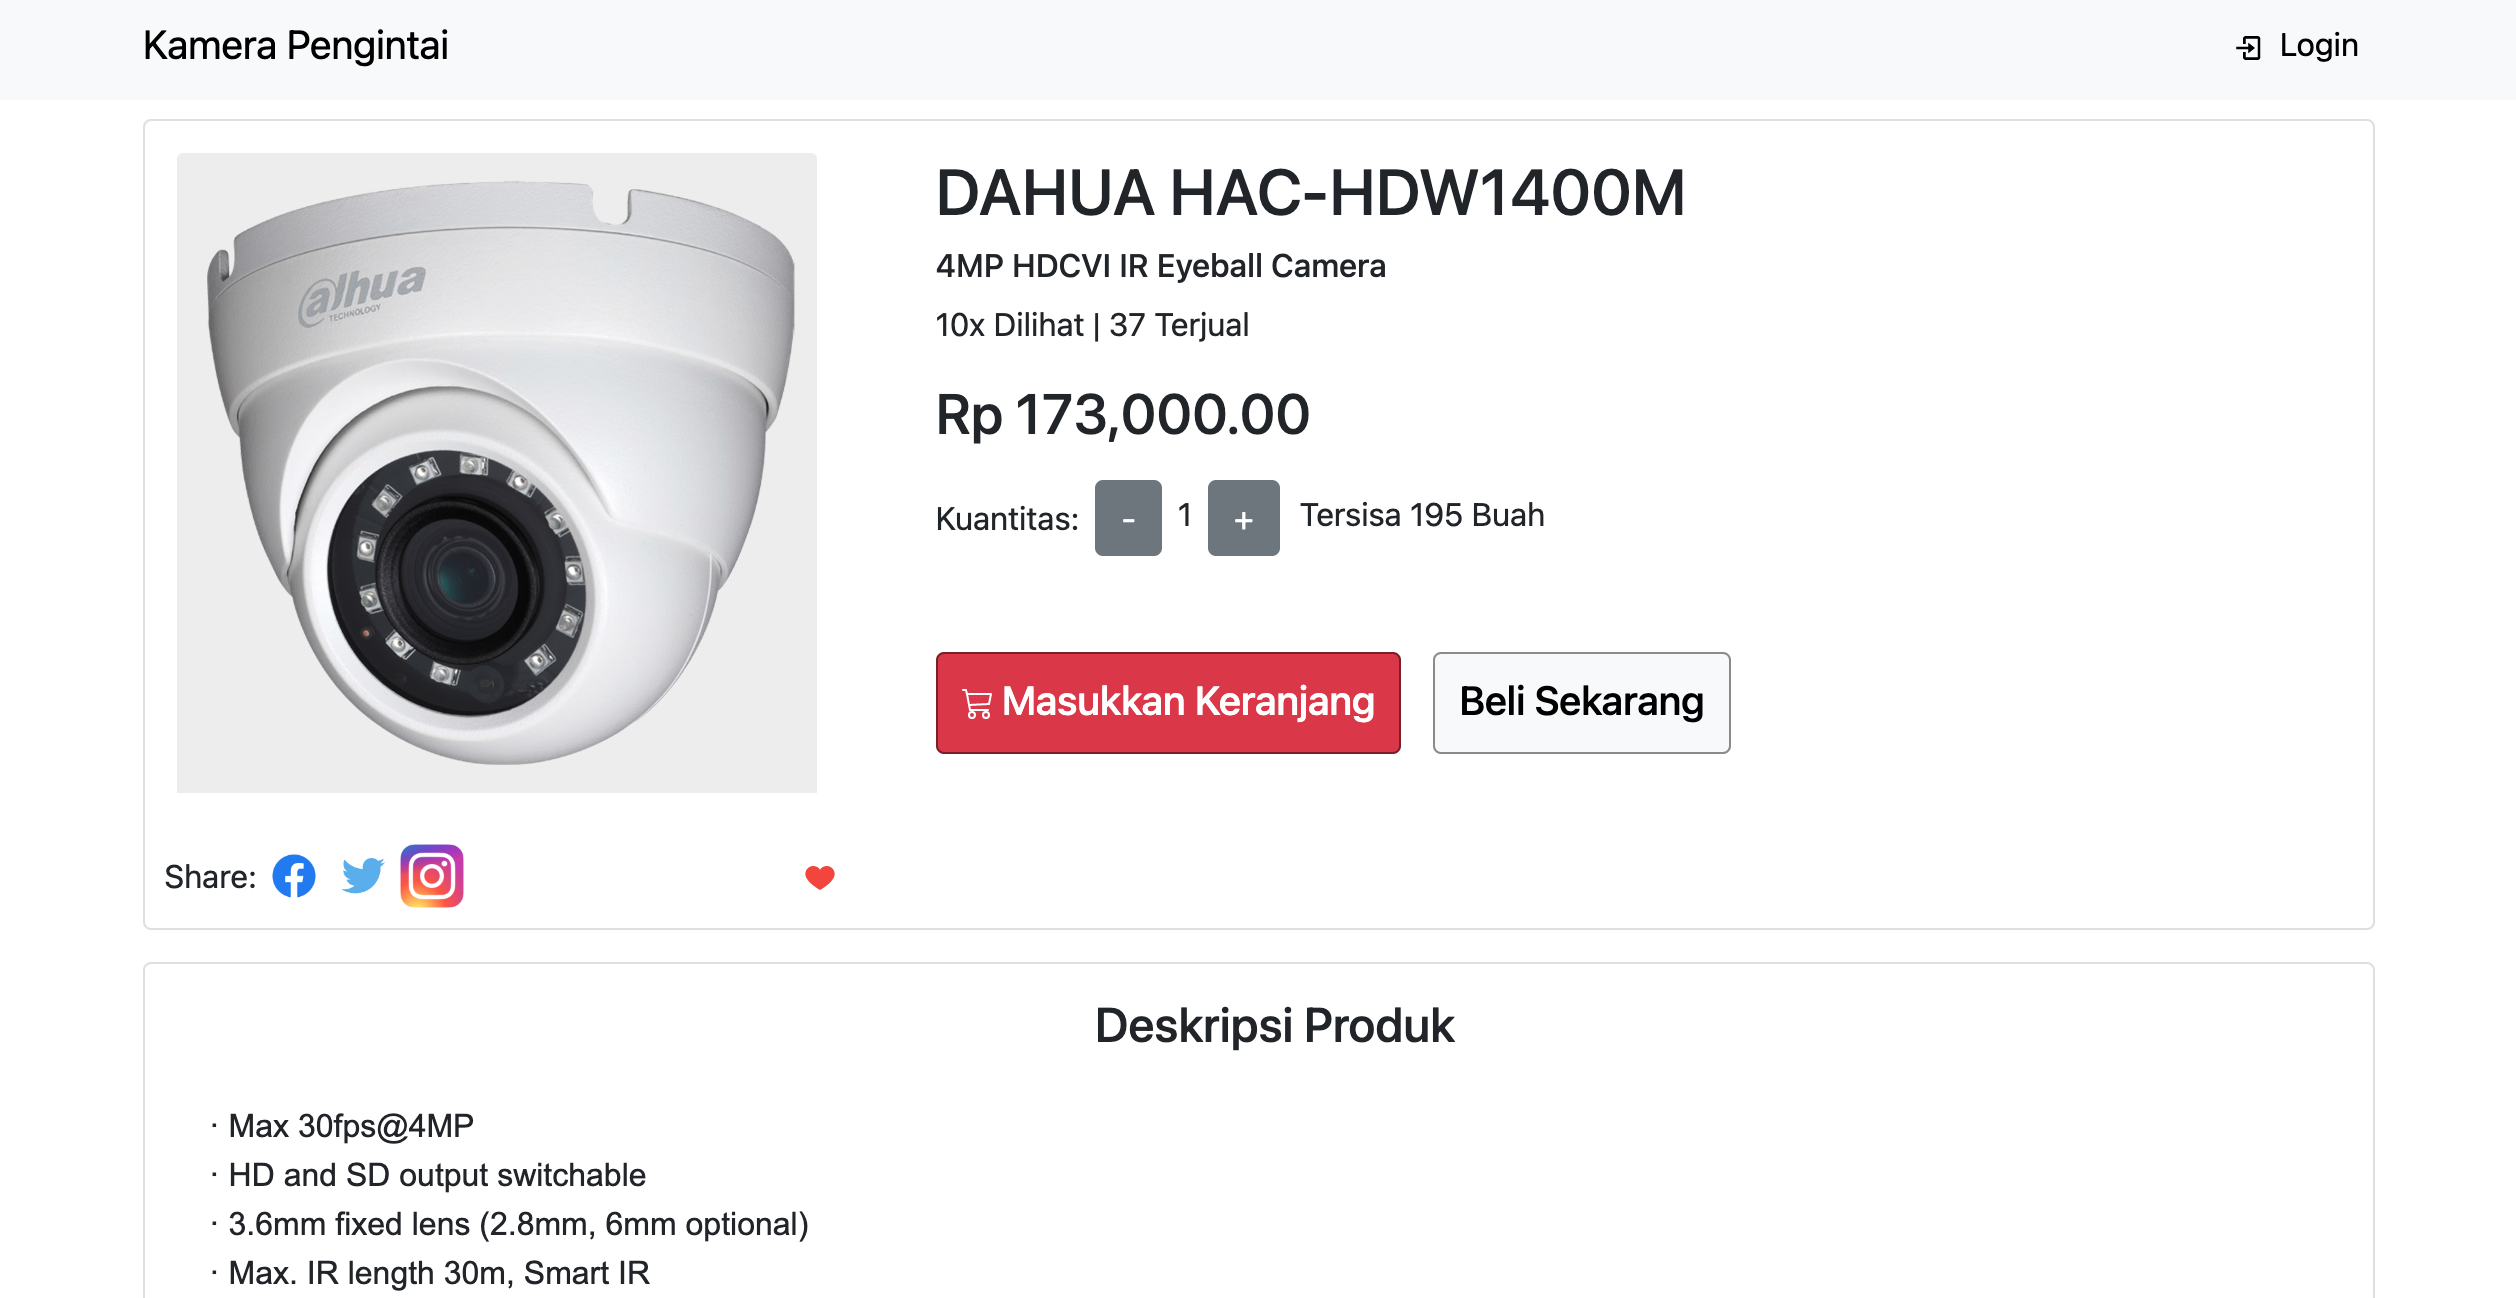 Kamera Pengintai
Login
alhua
TECHNOLOGY
DAHUA HAC-HDW1400M
4MP HDCVI IR Eyeball Camera
10x Dilihat | 37 Terjual
Rp 173,000.00
Kuantitas: - 1 + Tersisa 195 Buah
Masukkan Keranjang
Beli Sekarang
Share:
Deskripsi Produk
· Max 30fps@4MP
· HD and SD output switchable
· 3.6mm fixed lens (2.8mm, 6mm optional)
· Max. IR length 30m, Smart IR